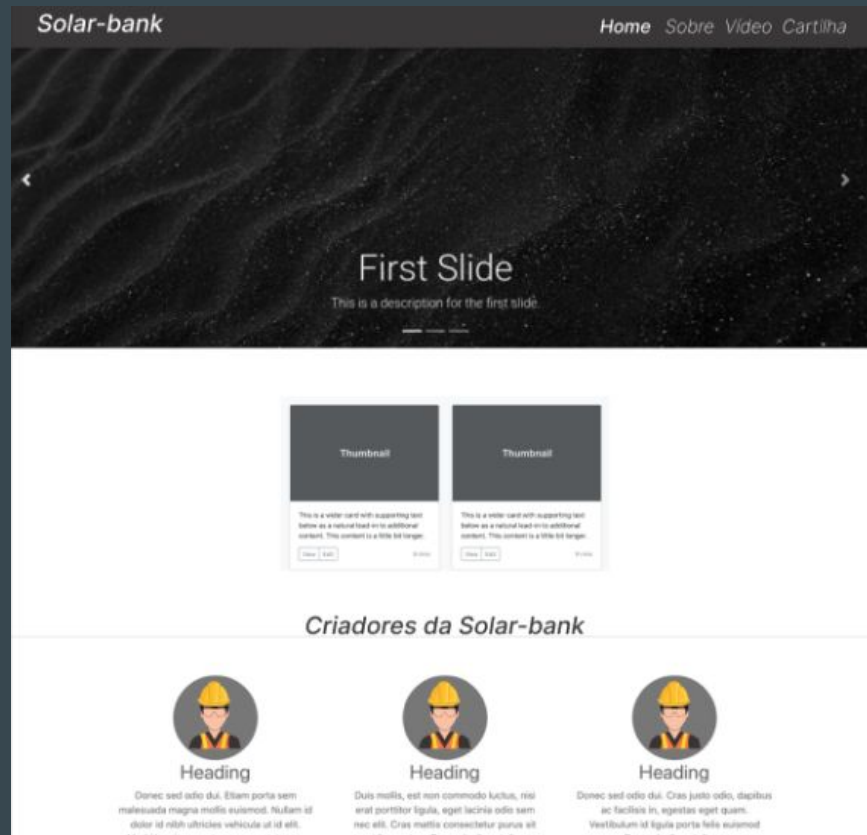 Solar-bank
Home Sobre Vídeo Cartilha
First Slide
This is a description for the first slide.
Thumbnail
Thumbnail
This is a wider card with supporting text
below as a natural lead-in to additional
content. This content is a little bit longer.
View Edit
9 mins
This is a wider card with supporting text
below as a natural lead-in to additional
content. This content is a little bit longer.
View Edit
9 mins
Criadores da Solar-bank
Heading
Donec sed odio dui. Etiam porta sem
malesuada magna mollis euismod. Nullam id
dolor id nibh ultricies vehicula ut id elit.
Heading
Duis mollis, est non commodo luctus, nisi
erat porttitor ligula, eget lacinia odio sem
nec elit. Cras mattis consectetur purus sit
Heading
Donec sed odio dui. Cras justo odio, dapibus
ac facilisis in, egestas eget quam.
Vestibulum id ligula porta felis euismod